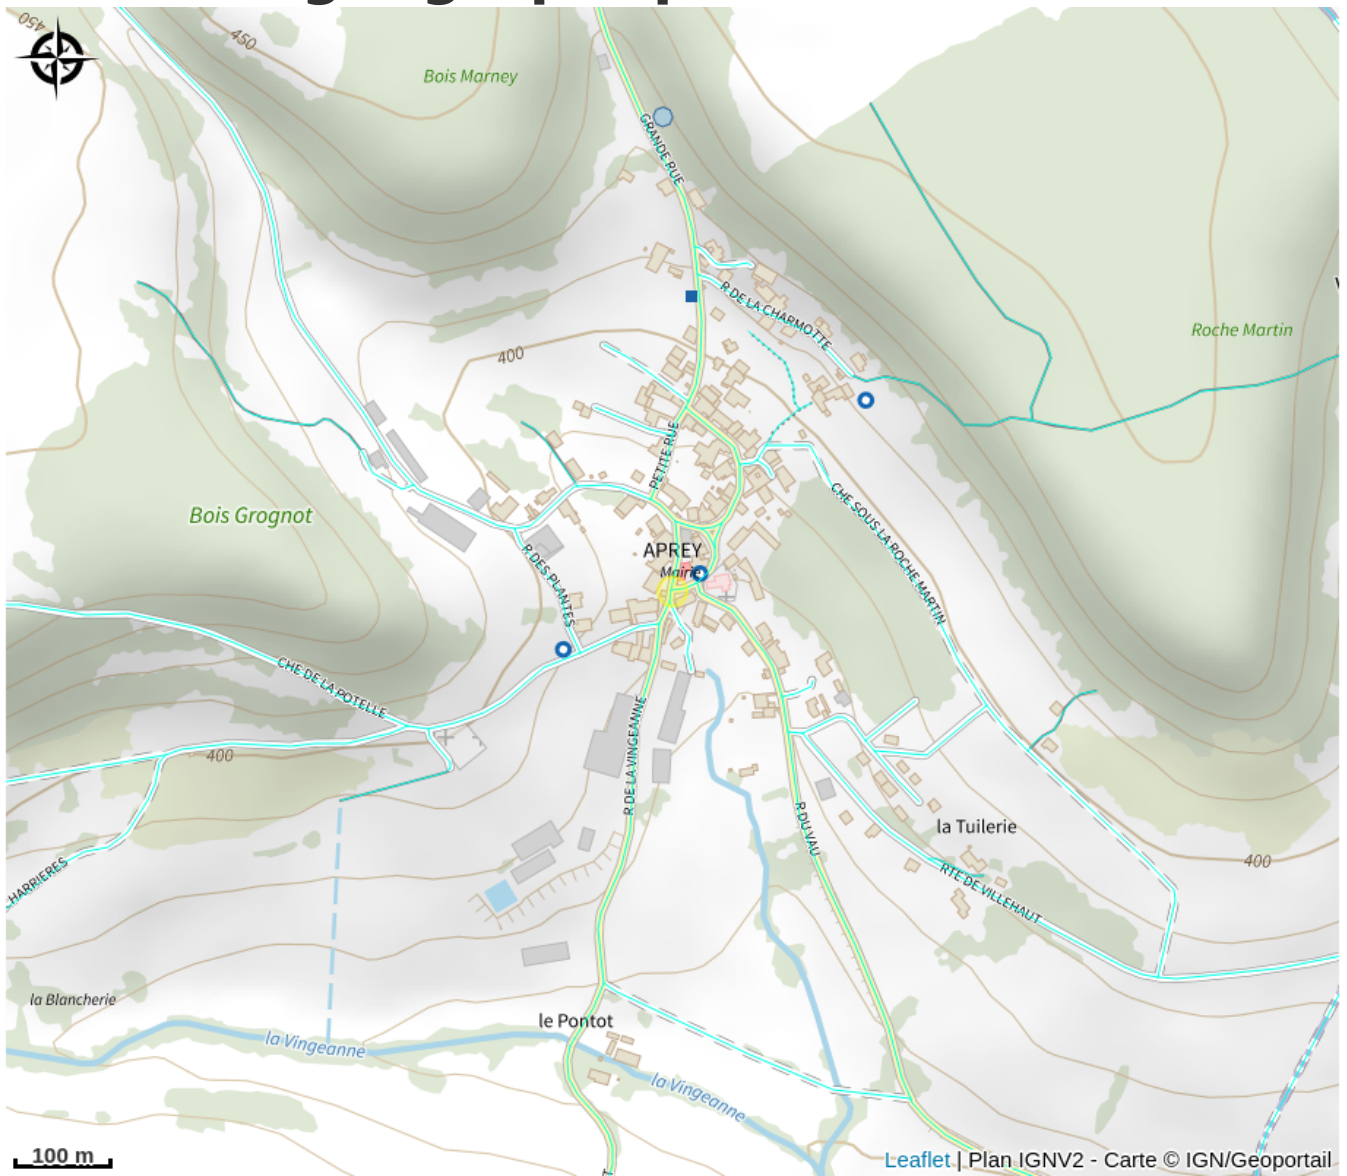 450
450
Bois Marney
GRANDE RUE
R DE LA CHARMOTTE
Roche Martin
400
PETITE RUE
CHE SOUS LA ROCHE MARTIN
Bois Grognot
APREY
Mairie
R DES PLANTES
CHE DE LA POTELLE
R DE LA VINGEANNE
400
R DU VAU
la Tuilerie
400
HARRIERES
RTE DE VILLEHAUT
la Blancherie
le Pontot
la Vingeanne
la Vingeanne
100 m
Leaflet | Plan IGNV2 - Carte © IGN/Geoportail